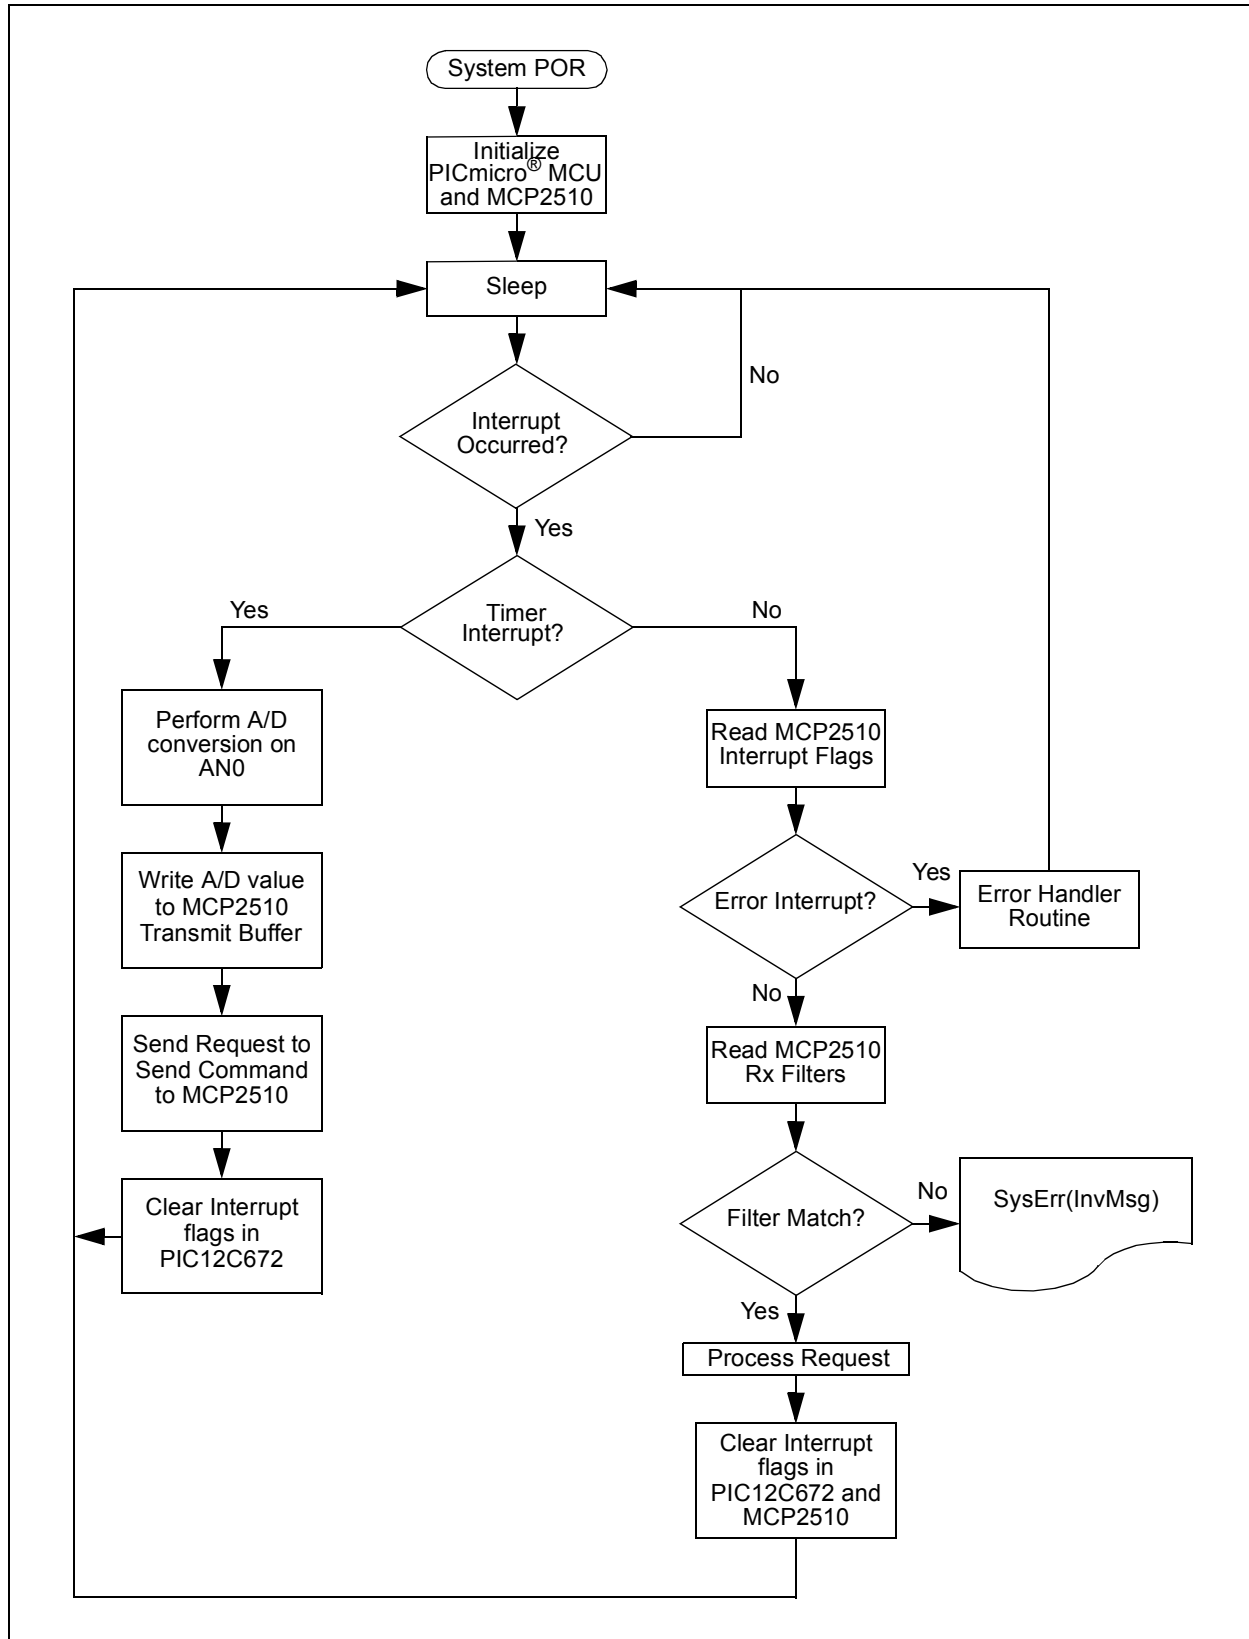 System POR
Initialize
PICmicro® MCU
and MCP2510
Sleep
No
Interrupt
Occurred?
Yes
Timer
Interrupt?
Yes
No
Perform A/D
conversion on
AN0
Write A/D value
to MCP2510
Transmit Buffer
Send Request to
Send Command
to MCP2510
Clear Interrupt
flags in
PIC12C672
Read MCP2510
Interrupt Flags
Error Interrupt?
Yes
Error Handler
Routine
No
Read MCP2510
Rx Filters
Filter Match?
No
SysErr(InvMsg)
Yes
Process Request
Clear Interrupt
flags in
PIC12C672 and
MCP2510